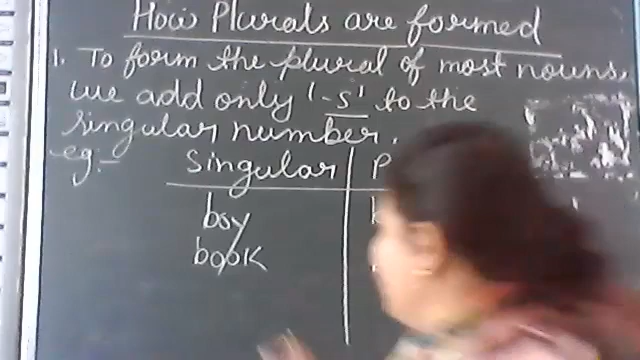 How Plurals are formed
1. To form the plural of most nouns,
we add only '-s' to the
singular number.
eg:- Singular
boy
book